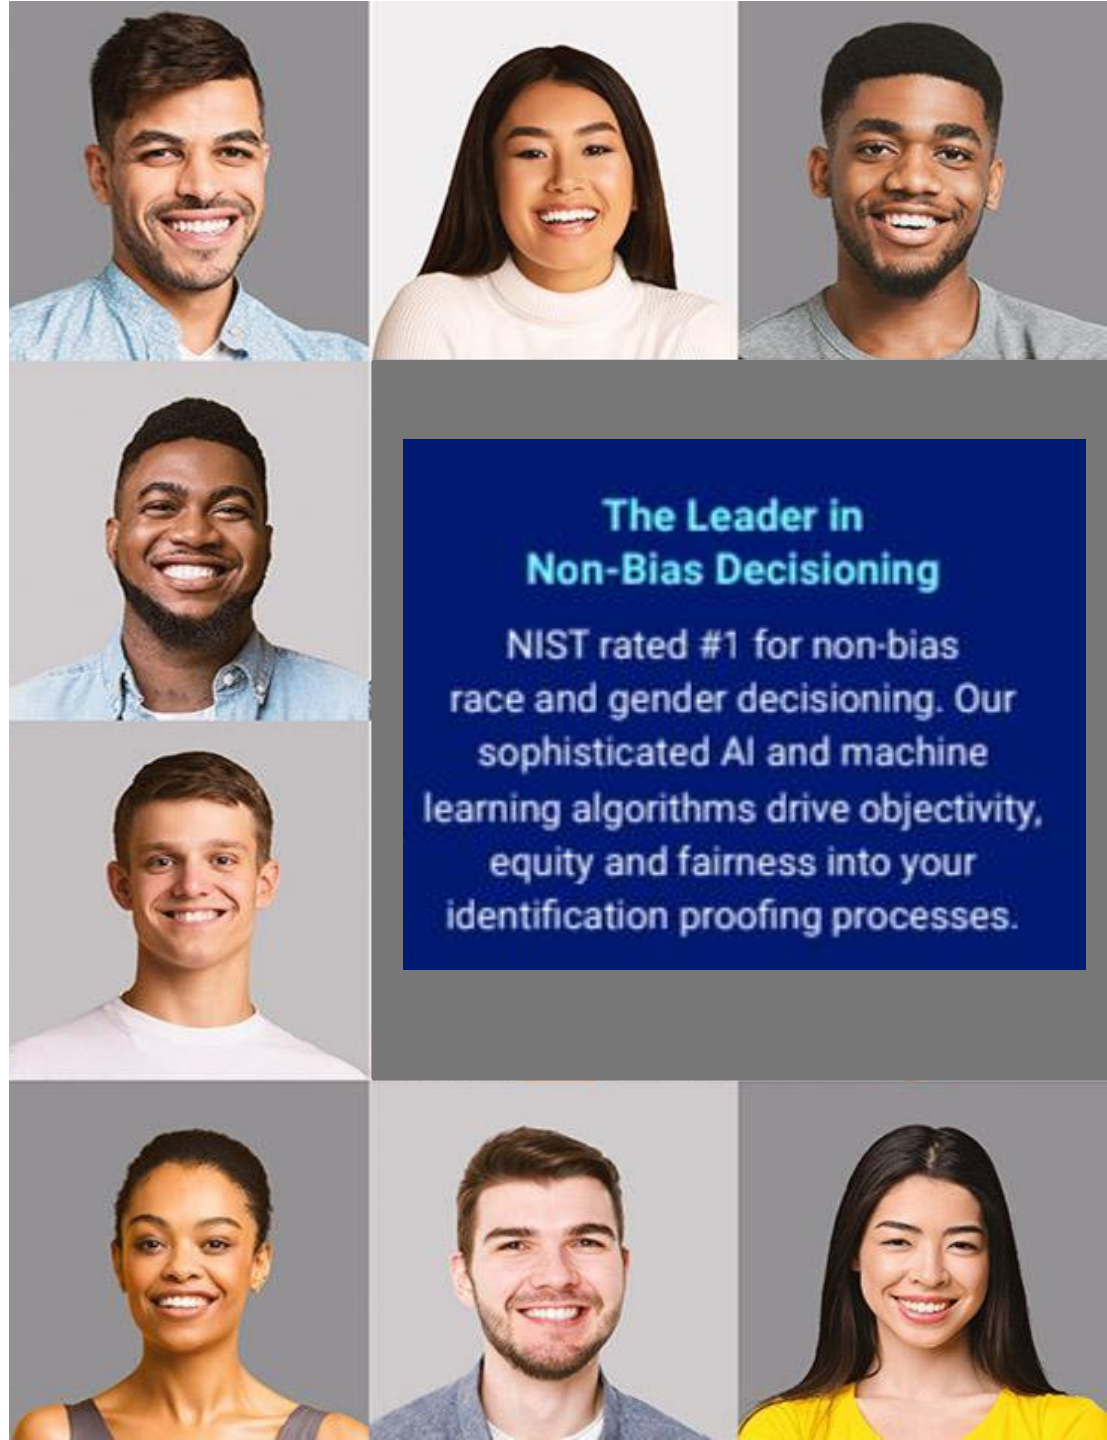 The Leader in
Non-Bias Decisioning
NIST rated #1 for non-bias
race and gender decisioning. Our
sophisticated AI and machine
learning algorithms drive objectivity,
equity and fairness into your
identification proofing processes.